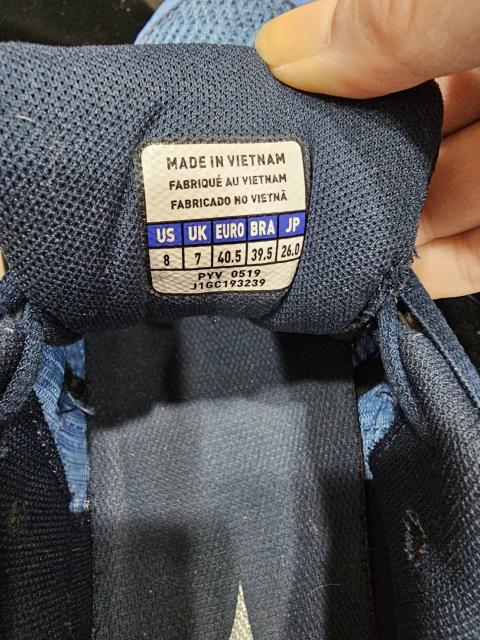 MADE IN VIETNAM
FABRIQUÉ AU VIETNAM
FABRICADO NO VIETNÃ
US UK EURO BRA JP
8 7 40.5 39.5 26.0
PYV 0519
J1GC193239